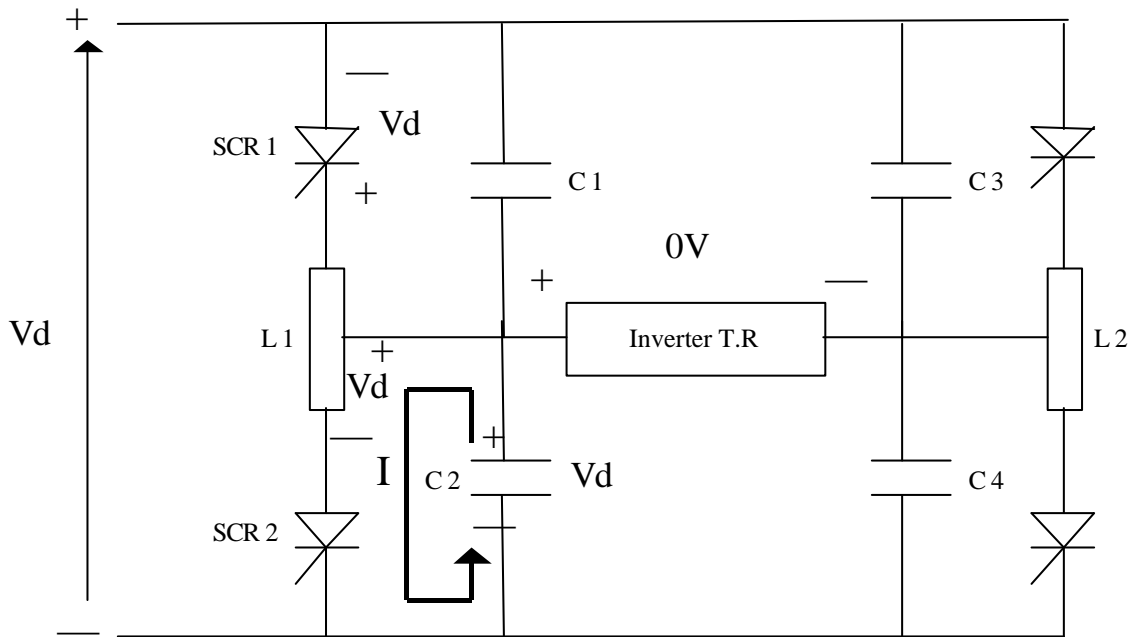 +
—
Vd
SCR 1
+
C 1
C 3
0V
+
—
Vd
L 1
Inverter T.R
L 2
+
Vd
—
+
I
C 2
Vd
C 4
—
SCR 2
—